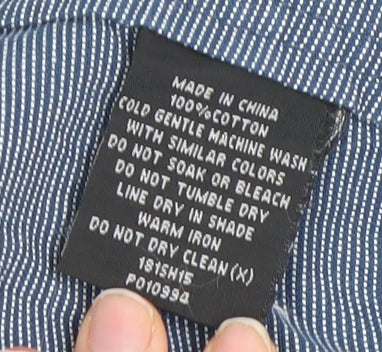 MADE IN CHINA
100%COTTON
COLD GENTLE MACHINE WASH
WITH SIMILAR COLORS
DO NOT SOAK OR BLEACH
DO NOT TUMBLE DRY
LINE DRY IN SHADE
WARM IRON
DO NOT DRY CLEAN(X)
181SH15
P010994